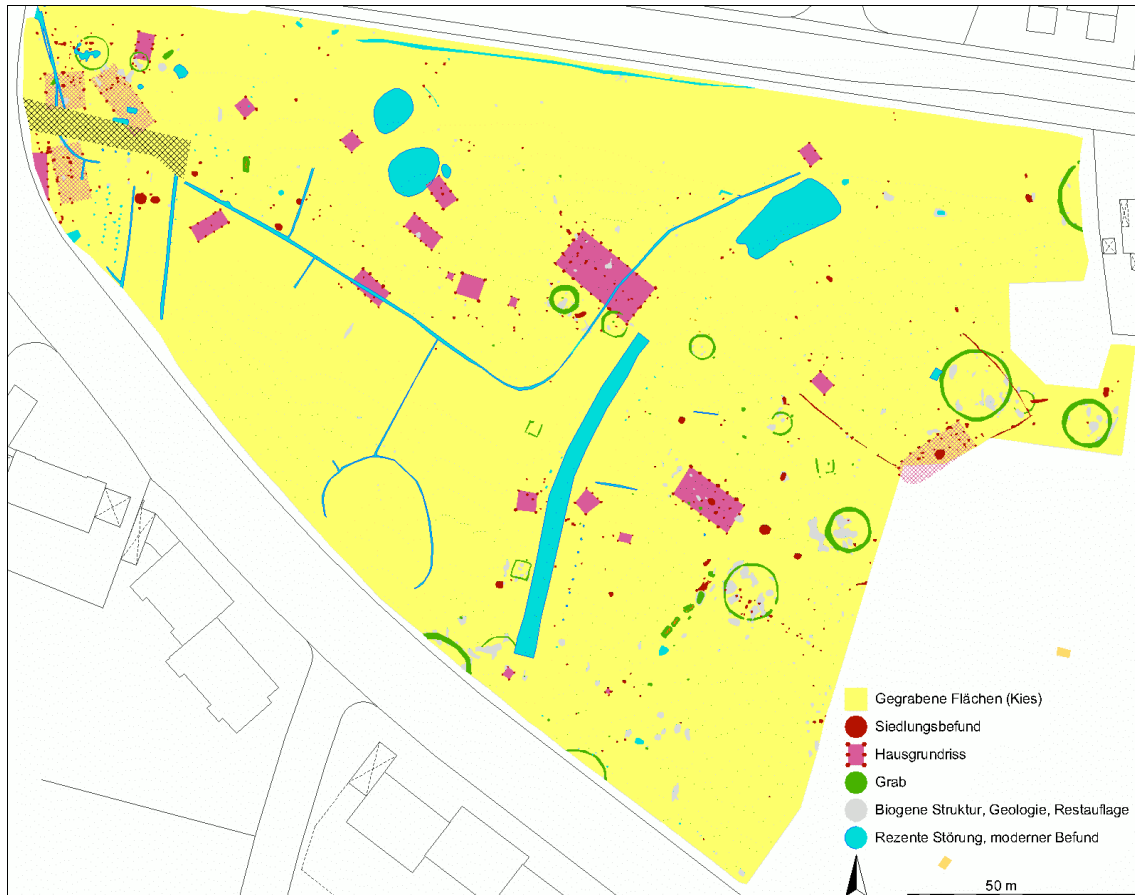 Gegrabene Flächen (Kies)
Siedlungsbefund
Hausgrundriss
Grab
Biogene Struktur, Geologie, Restauflage
Rezente Störung, moderner Befund
50 m